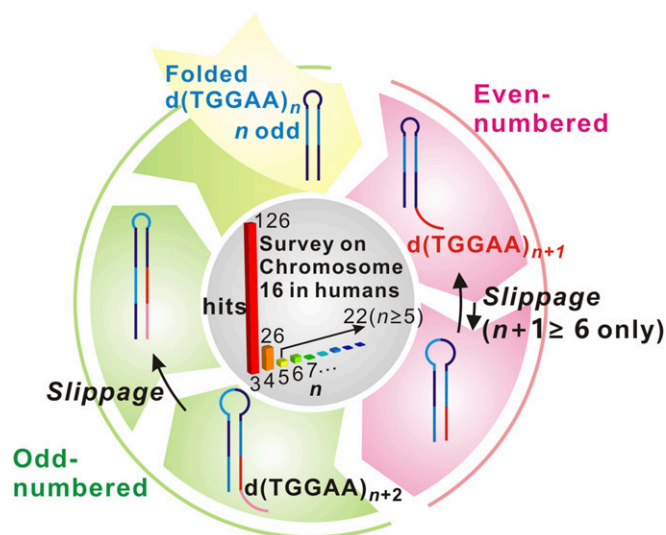 Folded
d(TGGAA)n
n odd
Even-
numbered
d(TGGAA)n+1
Slippage
(n+1≥ 6 only)
126
Survey on
Chromosome
16 in humans
hits
22(n≥5)
26
3 4 5 6 7...
n
Slippage
Odd-
numbered
d(TGGAA)n+2